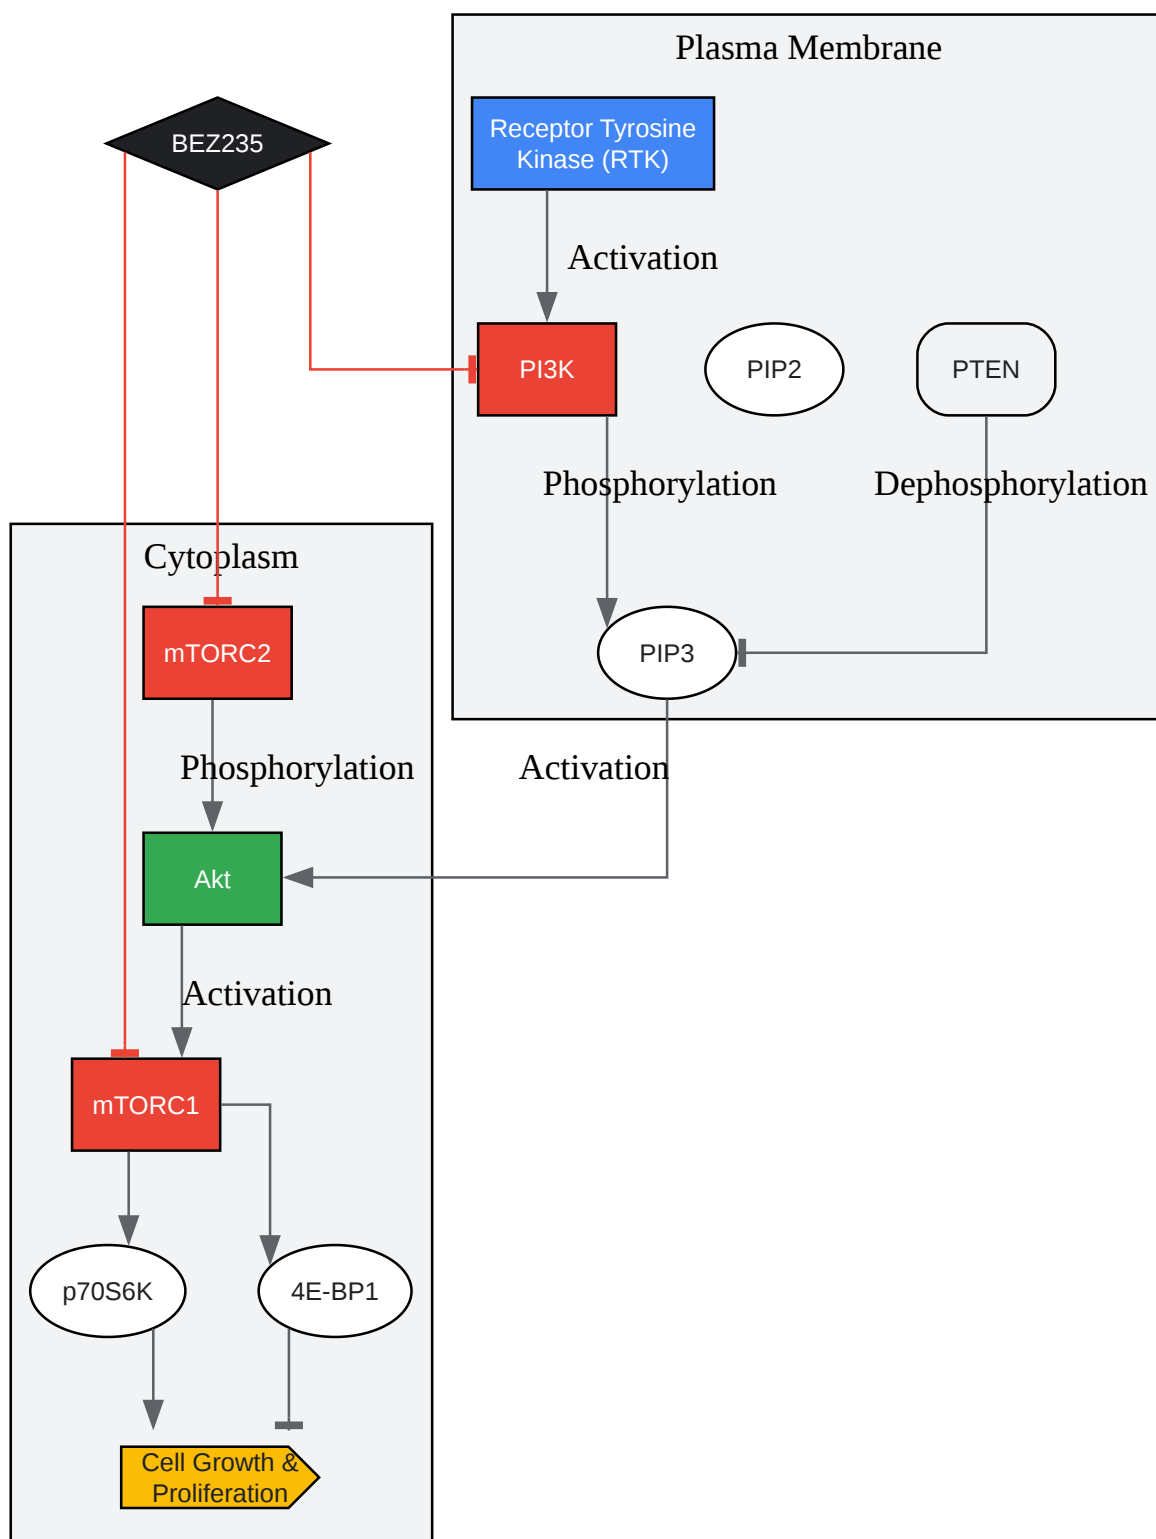 Plasma Membrane
BEZ235
Receptor Tyrosine
Kinase (RTK)
Activation
PI3K
PIP2
PTEN
Phosphorylation
Dephosphorylation
Cytoplasm
mTORC2
PIP3
Phosphorylation
Activation
Akt
Activation
mTORC1
p70S6K
4E-BP1
Cell Growth &
Proliferation